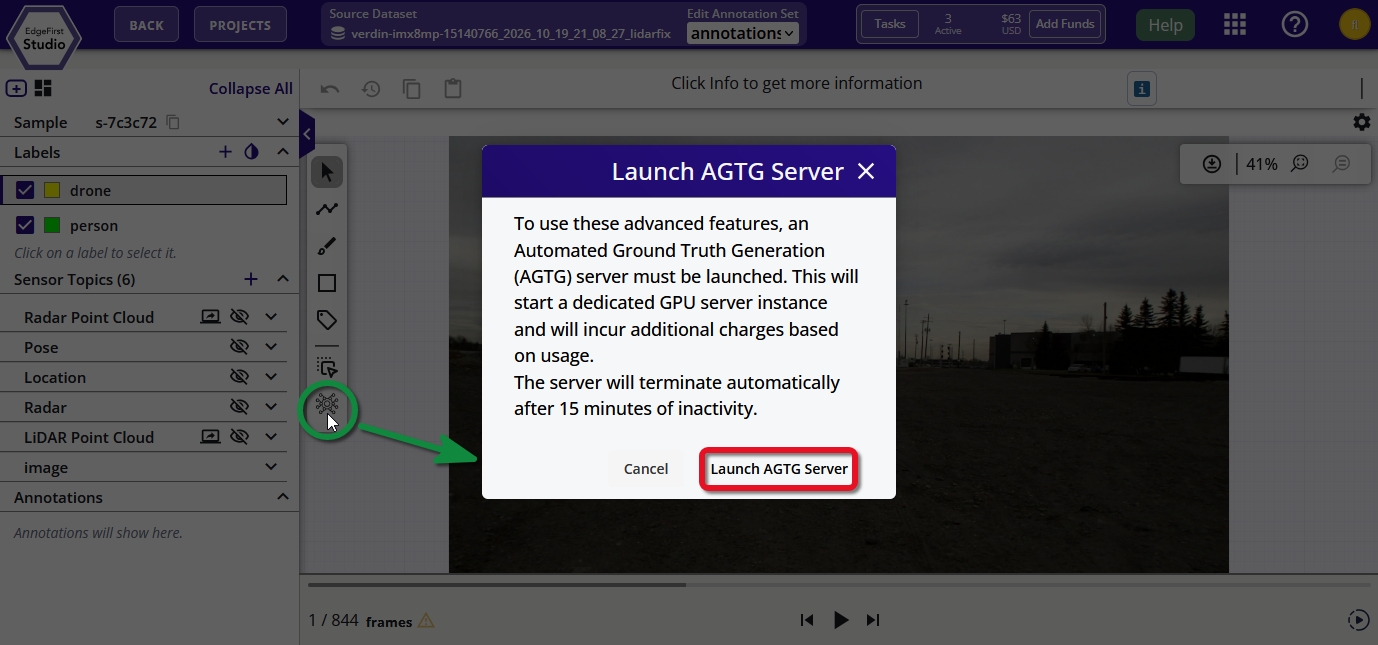 EdgeFirst
Studio
BACK
PROJECTS
Source Dataset
verdin-imx8mp-15140766_2026_10_19_21_08_27_lidarfix
Edit Annotation Set
annotations
Tasks
3
Active
$63
USD
Add Funds
Help
Collapse All
Click Info to get more information
Sample s-7c3c72
Labels
drone
person
Click on a label to select it.
Sensor Topics (6)
Radar Point Cloud
Pose
Location
Radar
LiDAR Point Cloud
image
Annotations
Annotations will show here.
41%
Launch AGTG Server
To use these advanced features, an
Automated Ground Truth Generation
(AGTG) server must be launched. This will
start a dedicated GPU server instance
and will incur additional charges based
on usage.
The server will terminate automatically
after 15 minutes of inactivity.
Cancel
Launch AGTG Server
1 / 844 frames